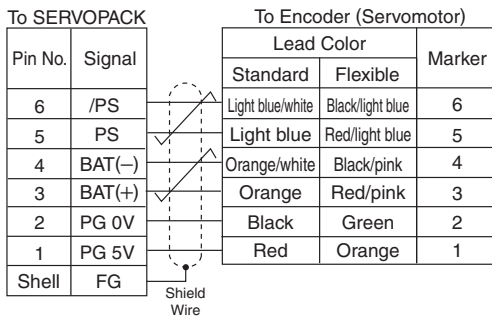 To SERVOPACK To Encoder (Servomotor)
Pin No. Signal Lead Color Marker
Standard Flexible
6 /PS Light blue/white Black/light blue 6
5 PS Light blue Red/light blue 5
4 BAT(−) Orange/white Black/pink 4
3 BAT(+) Orange Red/pink 3
2 PG 0V Black Green 2
1 PG 5V Red Orange 1
Shell FG
Shield
Wire